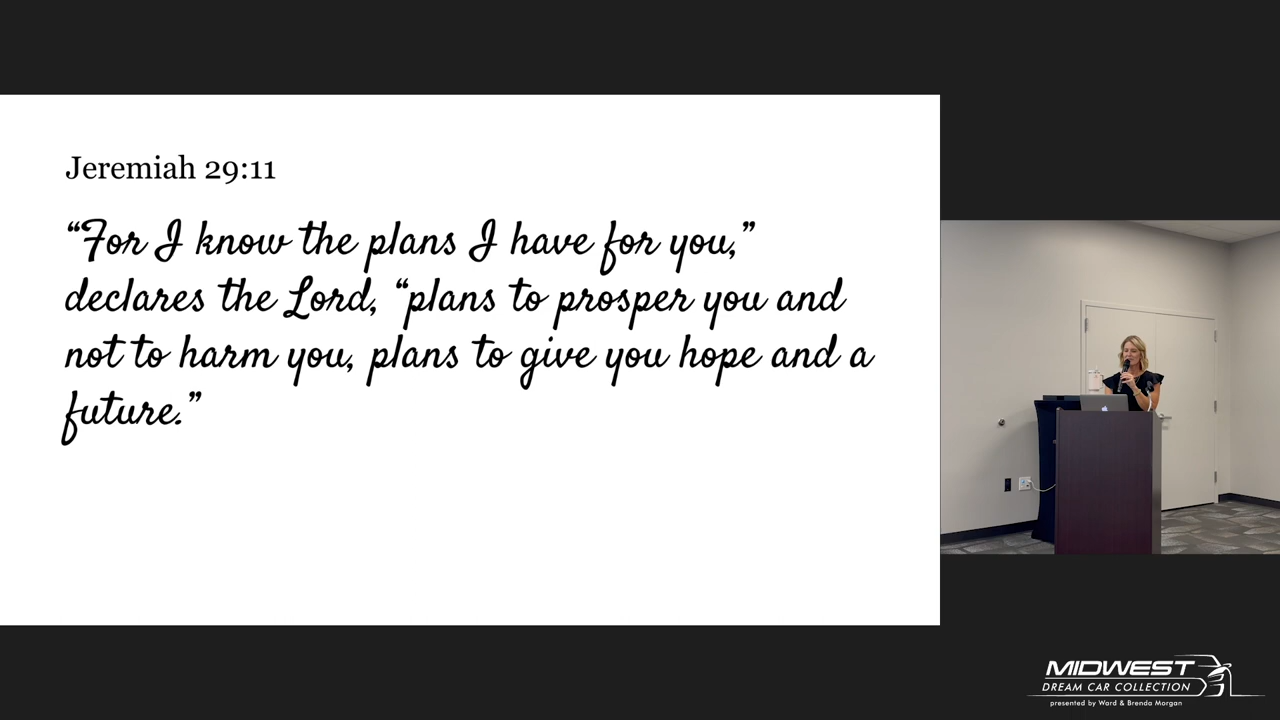 Jeremiah 29:11
“For I know the plans I have for you,”
declares the Lord, “plans to prosper you and
not to harm you, plans to give you hope and a
future.”
MIDWEST
DREAM CAR COLLECTION
presented by Ward & Brenda Morgan